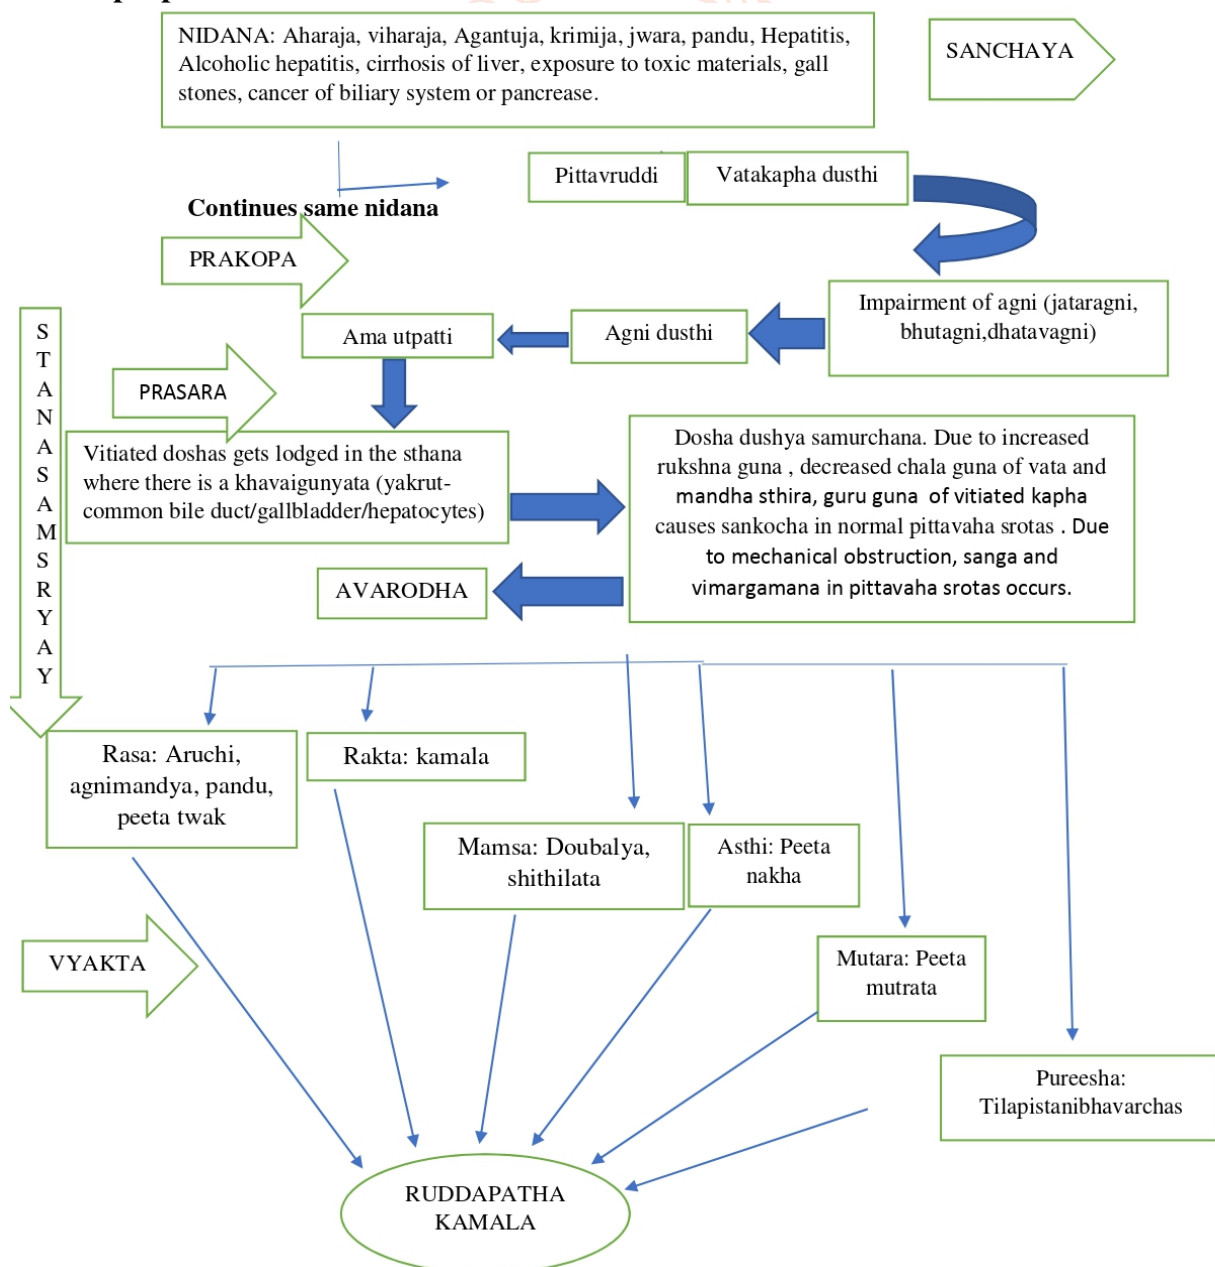 NIDANA: Aharaja, viharaja, Agantuja, krimija, jwara, pandu, Hepatitis,
Alcoholic hepatitis, cirrhosis of liver, exposure to toxic materials, gall
stones, cancer of biliary system or pancrease.
SANCHAYA
Pittavruddi
Vatakapha dusthi
Continues same nidana
PRAKOPA
Impairment of agni (jataragni,
bhutagni,dhatavagni)
Agni dusthi
Ama utpatti
STANASAMSRYAY
PRASARA
Vitiated doshas gets lodged in the sthana
where there is a khavaigunyata (yakrut-
common bile duct/gallbladder/hepatocytes)
Dosha dushya samurchana. Due to increased
rukshna guna , decreased chala guna of vata and
mandha sthira, guru guna of vitiated kapha
causes sankocha in normal pittavaha srotas . Due
to mechanical obstruction, sanga and
vimargamana in pittavaha srotas occurs.
AVARODHA
Rasa: Aruchi,
agnimandya, pandu,
peeta twak
Rakta: kamala
Mamsa: Doubalya,
shithilata
Asthi: Peeta
nakha
VYAKTA
Mutara: Peeta
mutrata
Pureesha:
Tilapistanibhavarchas
RUDDAPATHA
KAMALA